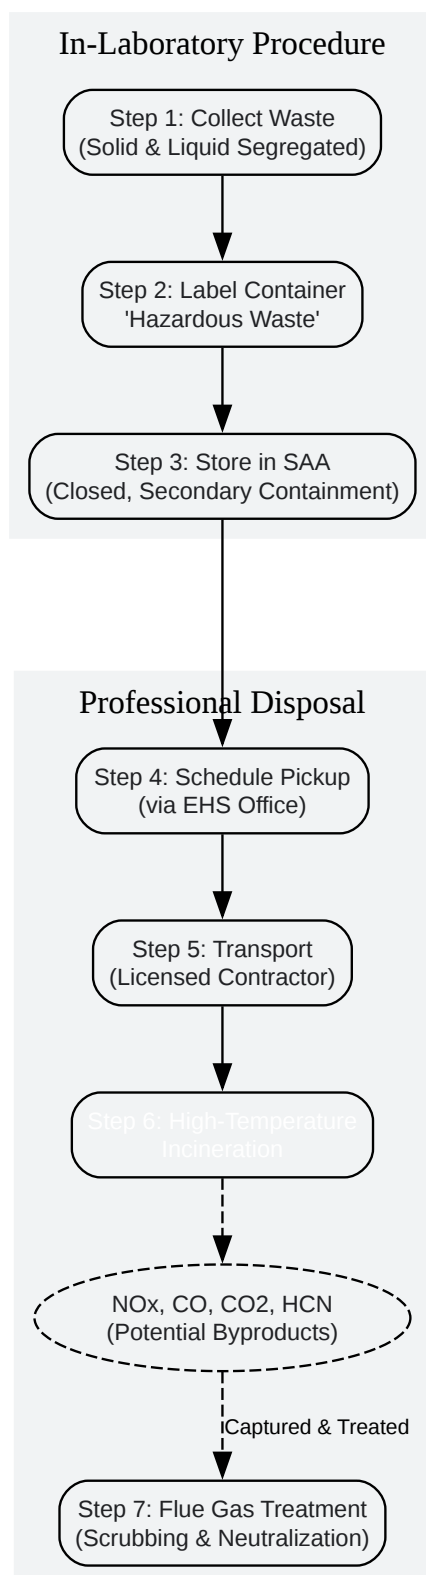 In-Laboratory Procedure
Step 1: Collect Waste
(Solid & Liquid Segregated)
Step 2: Label Container
'Hazardous Waste'
Step 3: Store in SAA
(Closed, Secondary Containment)
Professional Disposal
Step 4: Schedule Pickup
(via EHS Office)
Step 5: Transport
(Licensed Contractor)
Step 6: High-Temperature
Incineration
NOx, CO, CO2, HCN
(Potential Byproducts)
Captured & Treated
Step 7: Flue Gas Treatment
(Scrubbing & Neutralization)